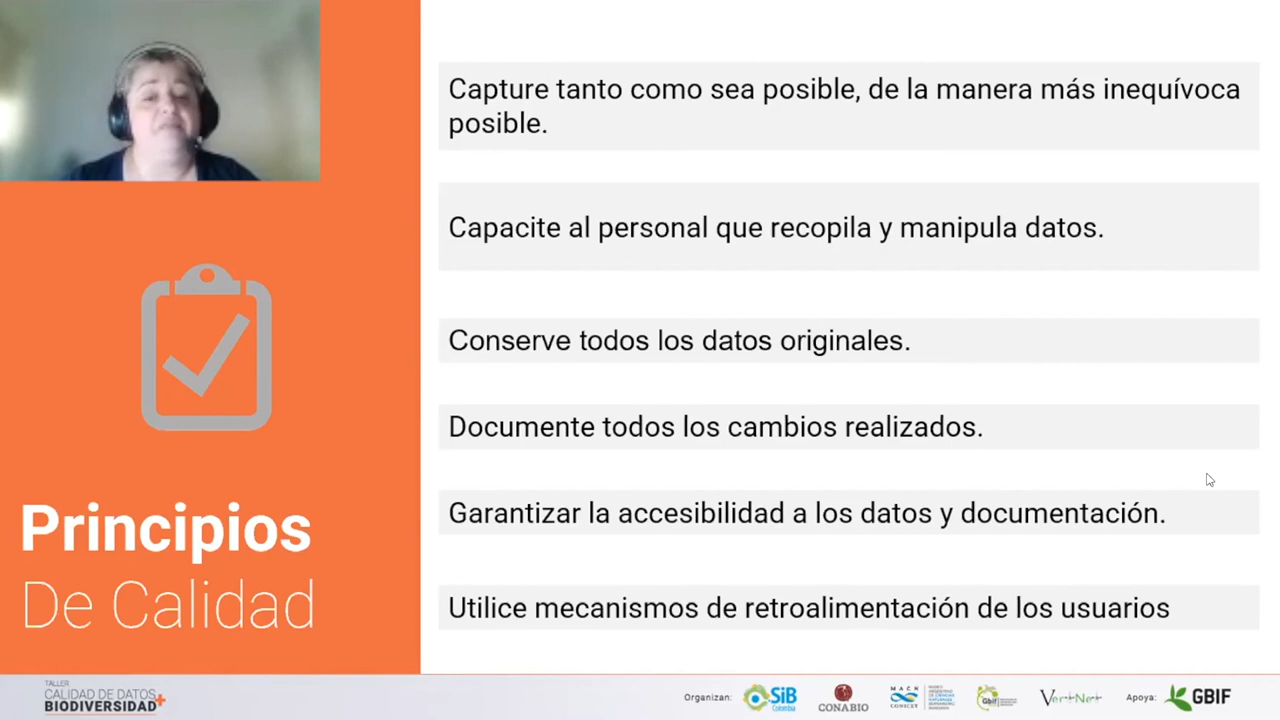 Capture tanto como sea posible, de la manera más inequívoca
posible.
Capacite al personal que recopila y manipula datos.
Conserve todos los datos originales.
Documente todos los cambios realizados.
Garantizar la accesibilidad a los datos y documentación.
Utilice mecanismos de retroalimentación de los usuarios
Principios
De Calidad
TALLER
CALIDAD DE DATOS
BIODIVERSIDAD+
Organizan:
SiB
Colombia
CONABIO
MACN
CONICET
Gbif
VertNet
Apoya:
GBIF